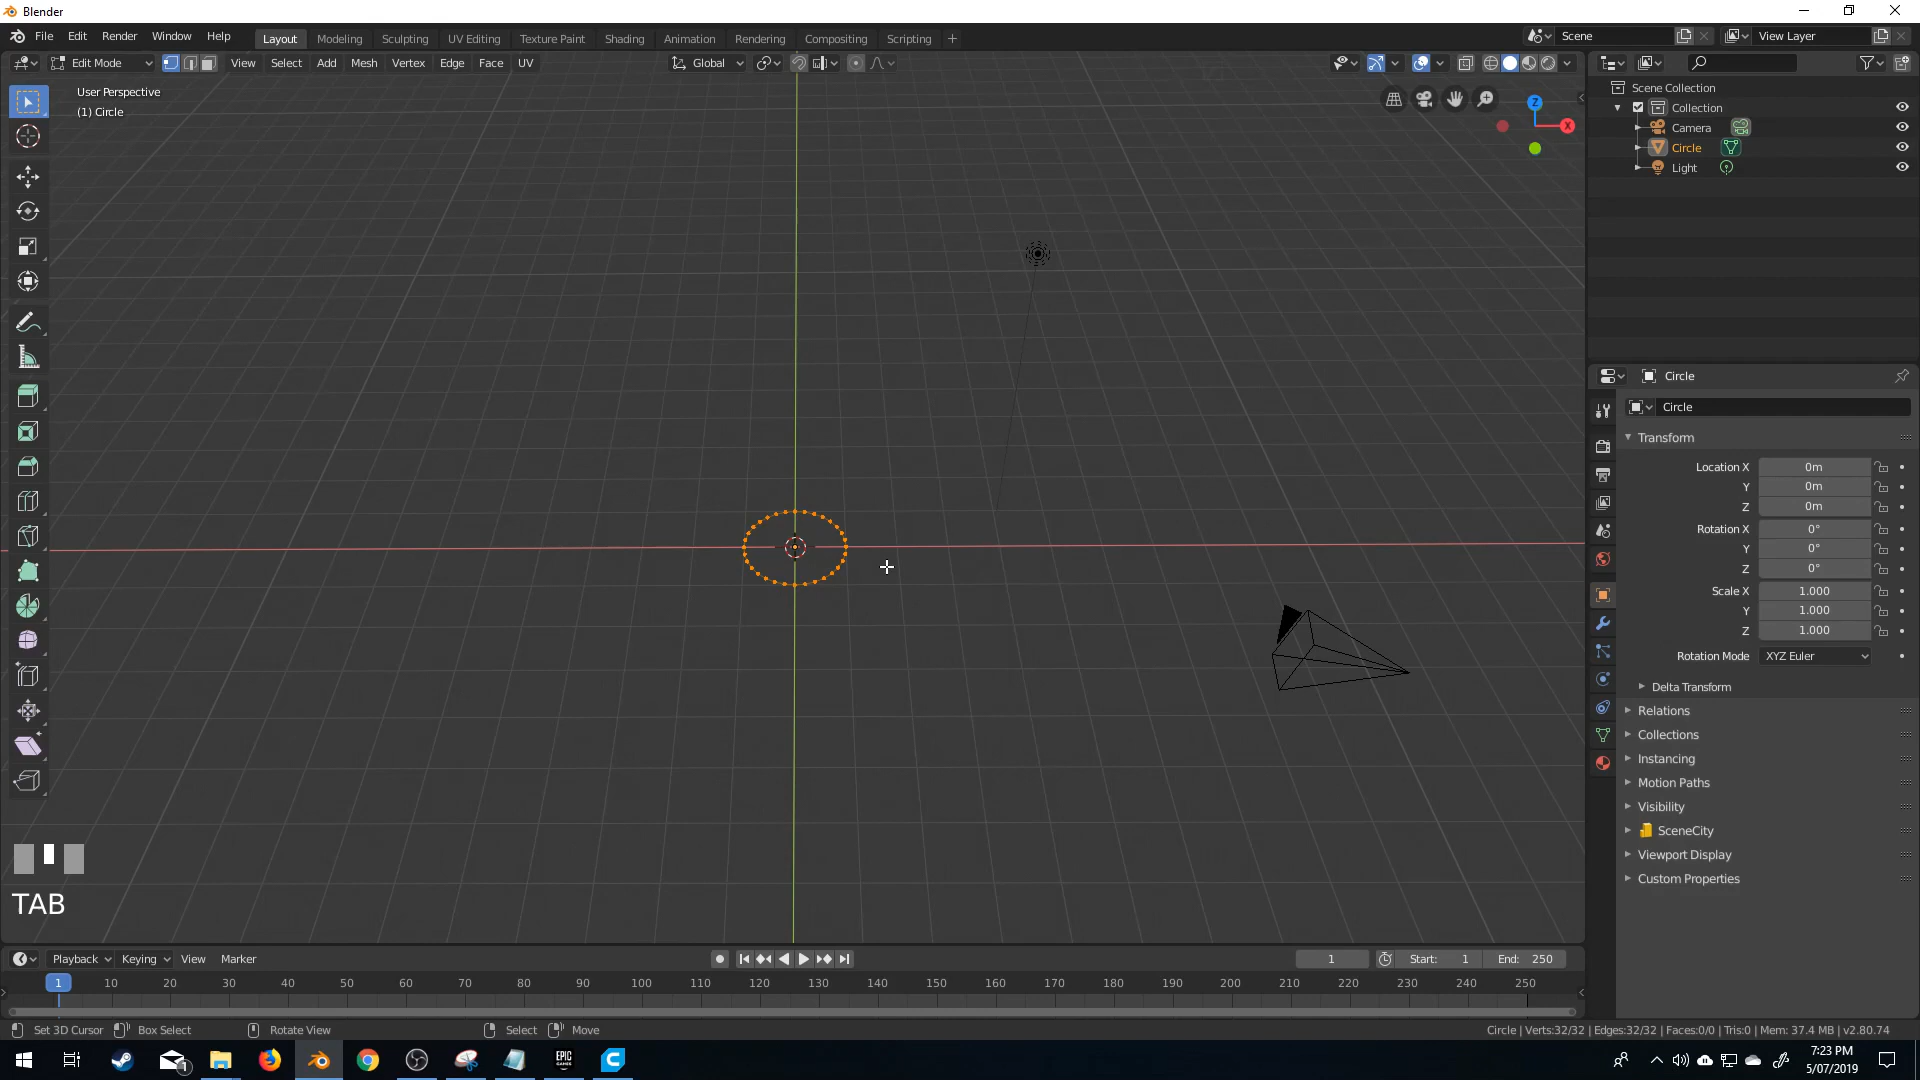 Blender
File Edit Render Window Help
Layout Modeling Sculpting UV Editing Texture Paint Shading Animation Rendering Compositing Scripting
Scene View Layer
Edit Mode View Select Add Mesh Vertex Edge Face UV Global
User Perspective
(1) Circle
Z
X
Scene Collection
Collection
Camera
Circle
Light
Circle
Circle
Transform
Location X 0m
Y 0m
Z 0m
Rotation X 0°
Y 0°
Z 0°
Scale X 1.000
Y 1.000
Z 1.000
Rotation Mode XYZ Euler
Delta Transform
Relations
Collections
Instancing
Motion Paths
Visibility
SceneCity
Viewport Display
Custom Properties
TAB
Playback Keying View Marker 1 Start: 1 End: 250
1 10 20 30 40 50 60 70 80 90 100 110 120 130 140 150 160 170 180 190 200 210 220 230 240 250
Set 3D Cursor Box Select Rotate View Select Move Circle | Verts:32/32 | Edges:32/32 | Faces:0/0 | Tris:0 | Mem: 37.4 MB | v2.80.74
1
EPIC
GAMES
7:23 PM
5/07/2019